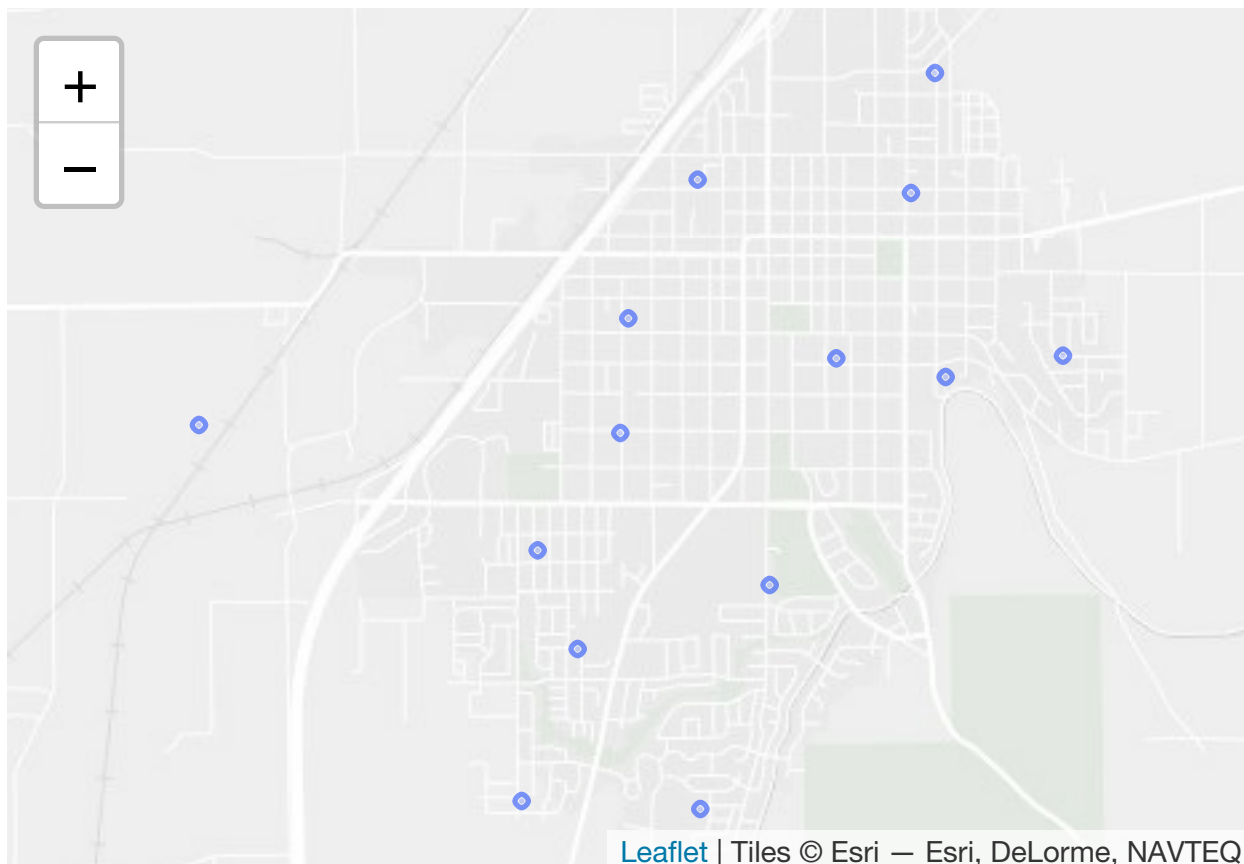 +
−
Leaflet | Tiles © Esri — Esri, DeLorme, NAVTEQ